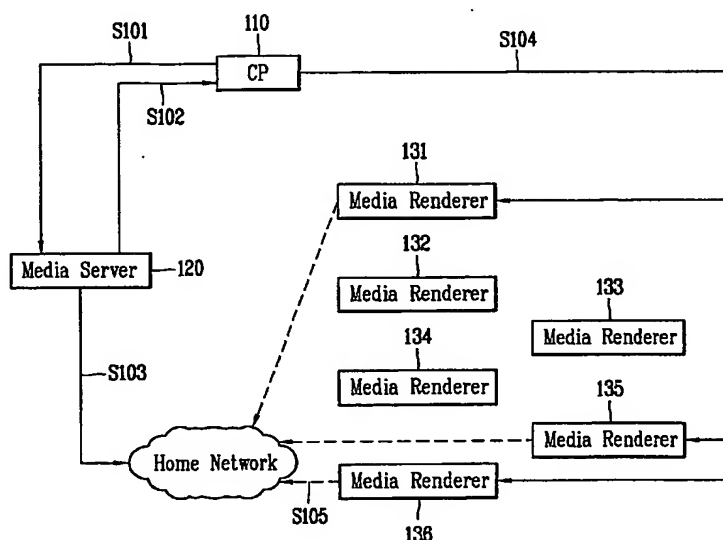 S101
110
S104
CP
S102
131
Media Renderer
132
Media Server
120
Media Renderer
133
134
Media Renderer
S103
Media Renderer
135
Media Renderer
Home Network
Media Renderer
S105
136